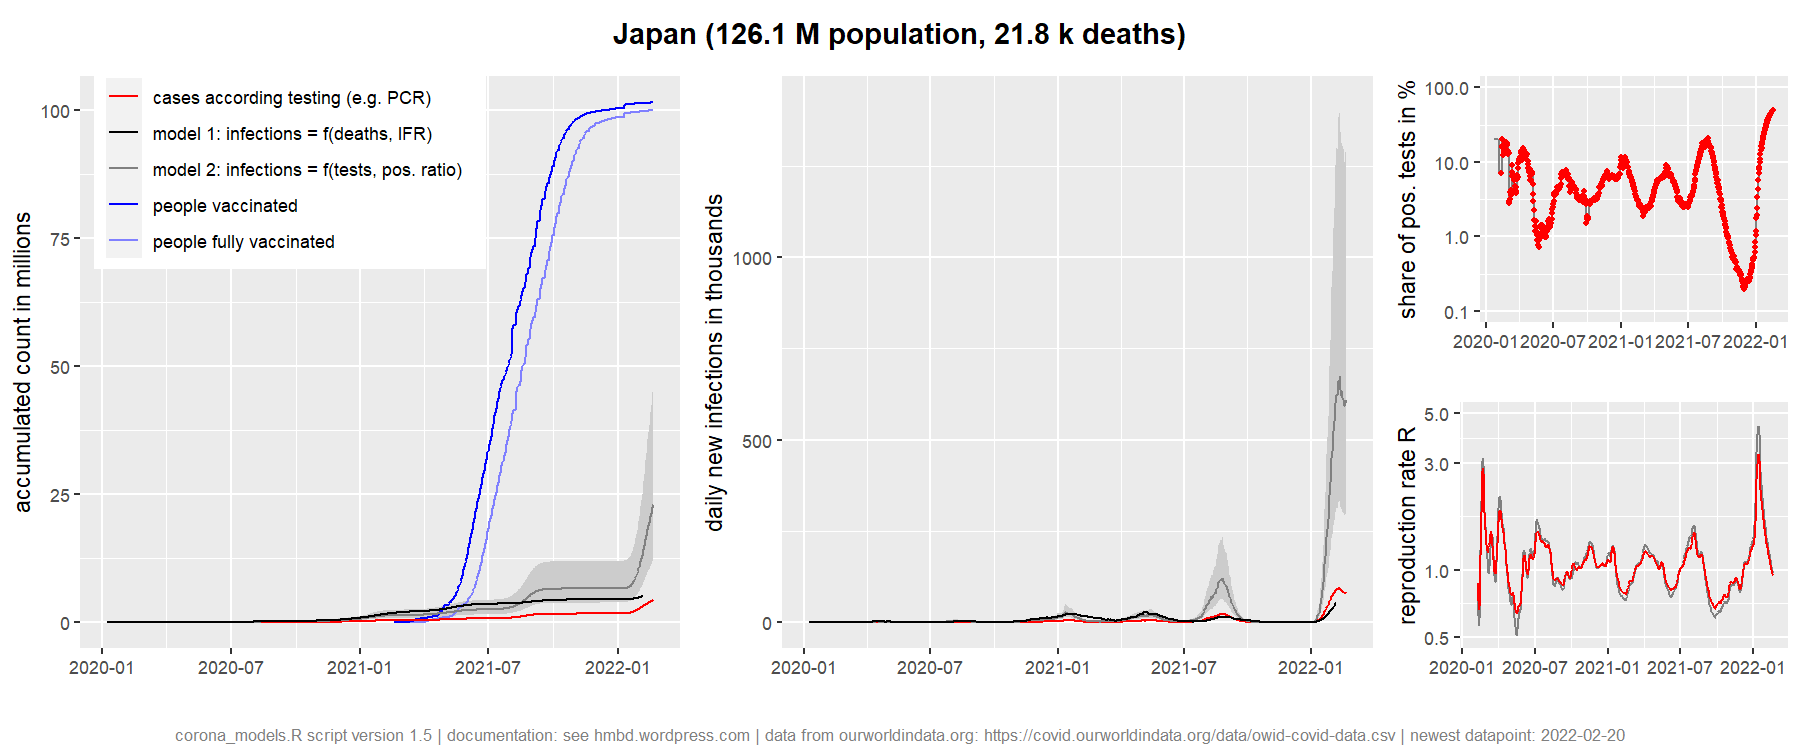 Japan (126.1 M population, 21.8 k deaths)
accumulated count in millions
100
75
50
25
0
cases according testing (e.g. PCR)
model 1: infections = f(deaths, IFR)
model 2: infections = f(tests, pos. ratio)
people vaccinated
people fully vaccinated
2020-01 2020-07 2021-01 2021-07 2022-01
daily new infections in thousands
1000
500
0
2020-01 2020-07 2021-01 2021-07 2022-01
share of pos. tests in %
100.0
10.0
1.0
0.1
2020-01 2020-07 2021-01 2021-07 2022-01
reproduction rate R
5.0
3.0
1.0
0.5
2020-01 2020-07 2021-01 2021-07 2022-01
corona_models.R script version 1.5 | documentation: see hmbd.wordpress.com | data from ourworldindata.org: https://covid.ourworldindata.org/data/owid-covid-data.csv | newest datapoint: 2022-02-20